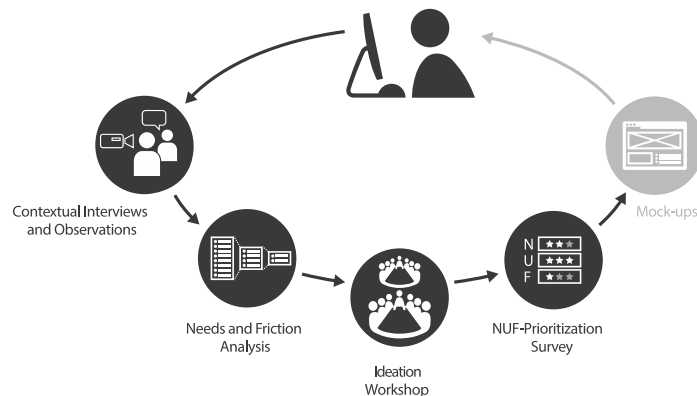 Contextual Interviews
and Observations
Needs and Friction
Analysis
Ideation
Workshop
N
U
F
NUF-Prioritization
Survey
Mock-ups